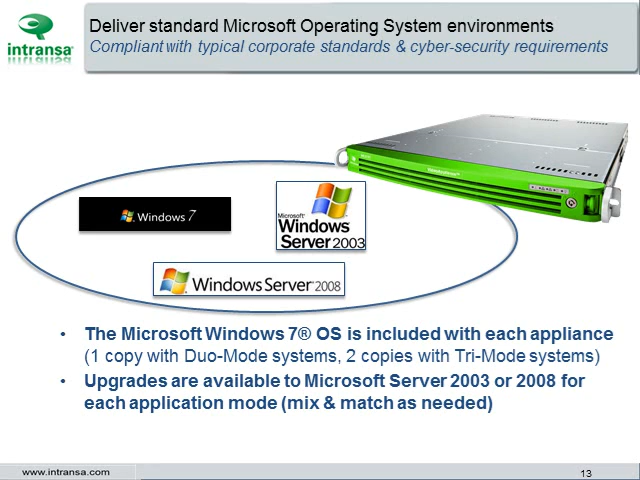 intransa
www.intransa.com
Deliver standard Microsoft Operating System environments
Compliant with typical corporate standards & cyber-security requirements
Windows 7
Microsoft®
Windows
Server 2003
Windows Server 2008
• The Microsoft Windows 7® OS is included with each appliance
(1 copy with Duo-Mode systems, 2 copies with Tri-Mode systems)
• Upgrades are available to Microsoft Server 2003 or 2008 for
each application mode (mix & match as needed)
www.intransa.com
13